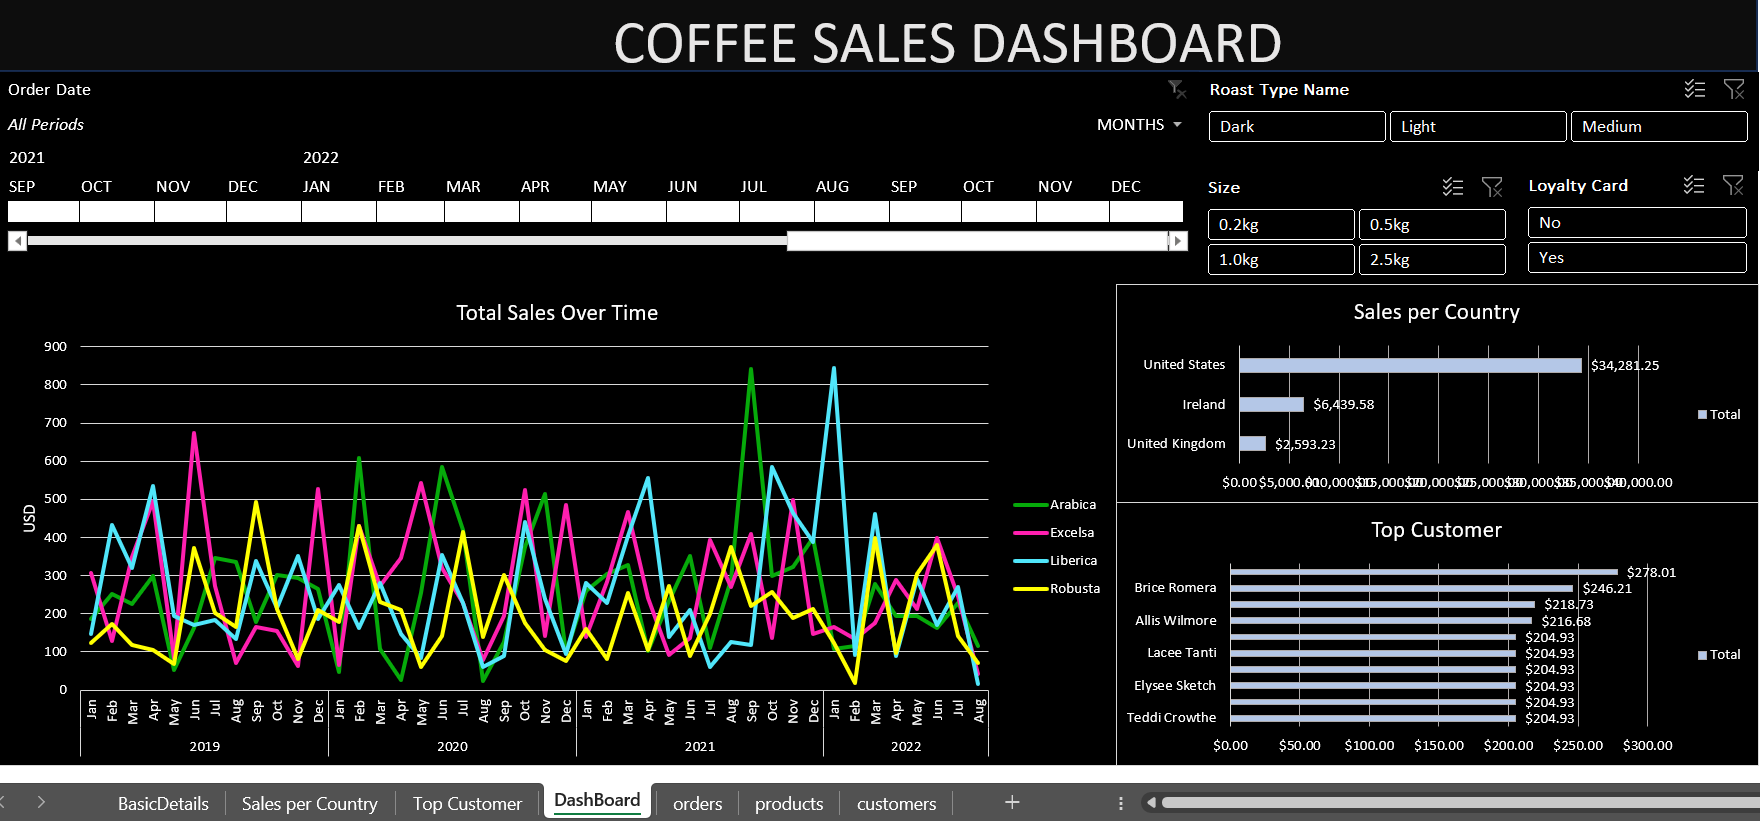 COFFEE SALES DASHBOARD
Order Date
All Periods
MONTHS
2021 2022
SEP OCT NOV DEC JAN FEB MAR APR MAY JUN JUL AUG SEP OCT NOV DEC
Roast Type Name
Dark Light Medium
Size
0.2kg 0.5kg
1.0kg 2.5kg
Loyalty Card
No
Yes
Total Sales Over Time
USD
900
800
700
600
500
400
300
200
100
0
Jan Feb Mar Apr May Jun Jul Aug Sep Oct Nov Dec Jan Feb Mar Apr May Jun Jul Aug Sep Oct Nov Dec Jan Feb Mar Apr May Jun Jul Aug Sep Oct Nov Dec Jan Feb Mar Apr May Jun Jul Aug
2019 2020 2021 2022
Arabica
Excelsa
Liberica
Robusta
Sales per Country
United States $34,281.25
Ireland $6,439.58
United Kingdom $2,593.23
$0.00 $5,000.00 $10,000.00 $15,000.00 $20,000.00 $25,000.00 $30,000.00 $35,000.00 $40,000.00
Total
Top Customer
$278.01
Brice Romera $246.21
$218.73
Allis Wilmore $216.68
$204.93
Lacee Tanti $204.93
$204.93
Elysee Sketch $204.93
$204.93
Teddi Crowthe $204.93
$0.00 $50.00 $100.00 $150.00 $200.00 $250.00 $300.00
Total
BasicDetails Sales per Country Top Customer DashBoard orders products customers